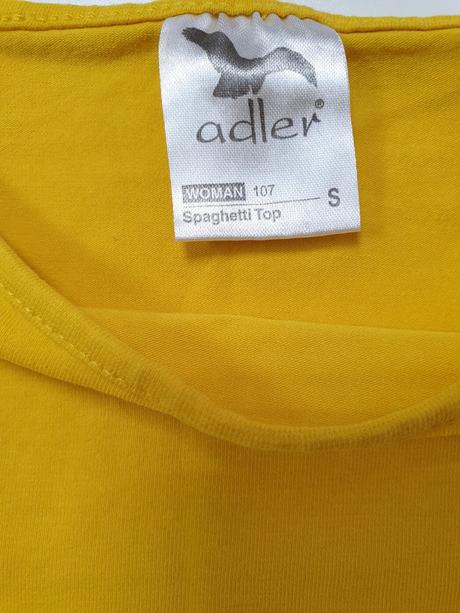 adler®
WOMAN 107
Spaghetti Top S